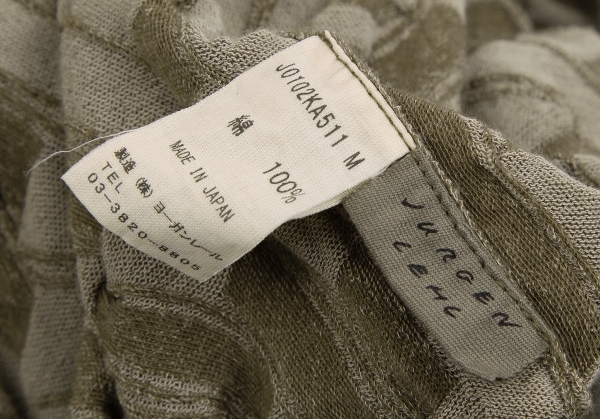 J0102KA511 M
綿 100%
MADE IN JAPAN
製造 (株) ヨーガンレール
TEL
03-3820-8805
JURGEN
LEHL